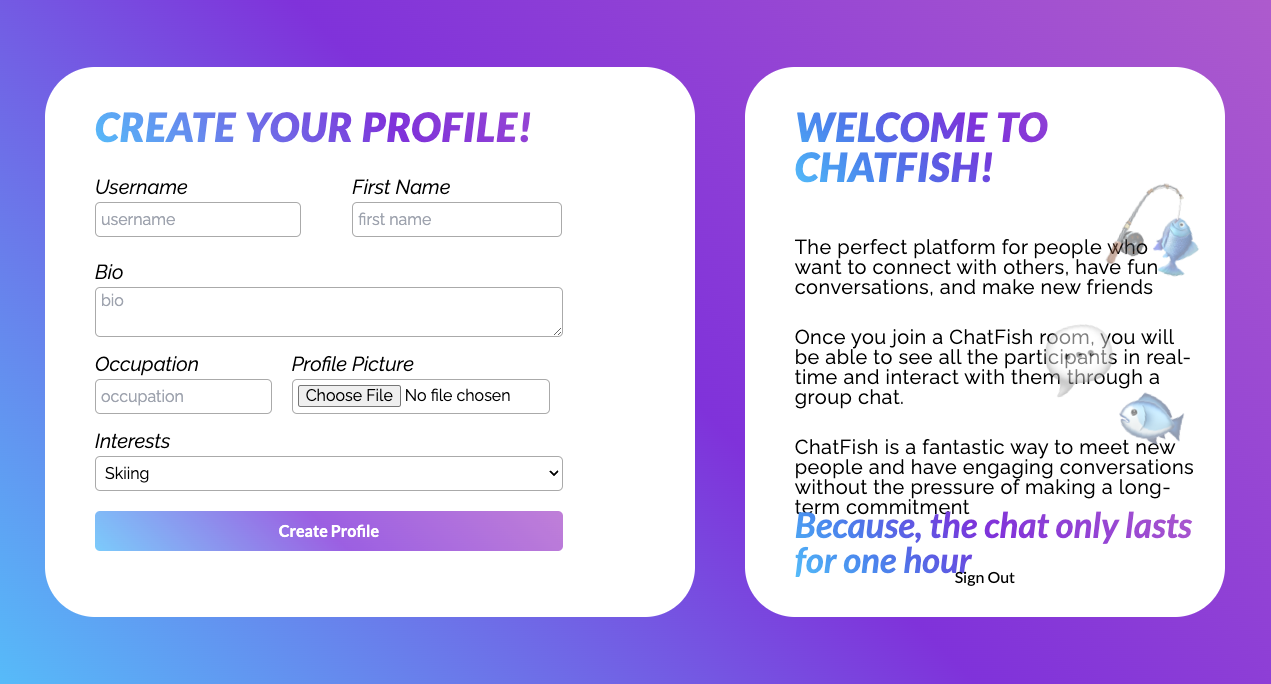 CREATE YOUR PROFILE!
Username
First Name
username
first name
Bio
bio
Occupation
Profile Picture
occupation
Choose File No file chosen
Interests
Skiing
Create Profile
WELCOME TO
CHATFISH!
The perfect platform for people who
want to connect with others, have fun
conversations, and make new friends
Once you join a ChatFish room, you will
be able to see all the participants in real-
time and interact with them through a
group chat.
ChatFish is a fantastic way to meet new
people and have engaging conversations
without the pressure of making a long-
term commitment
Because, the chat only lasts
for one hour
Sign Out